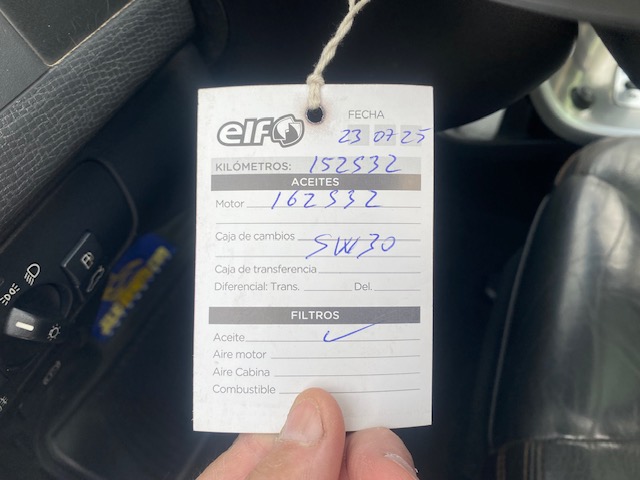 elf
FECHA
23 07 25
KILÓMETROS: 152532
ACEITES
Motor 162532
Caja de cambios 5W30
Caja de transferencia
Diferencial: Trans. Del.
FILTROS
Aceite ✓
Aire motor
Aire Cabina
Combustible